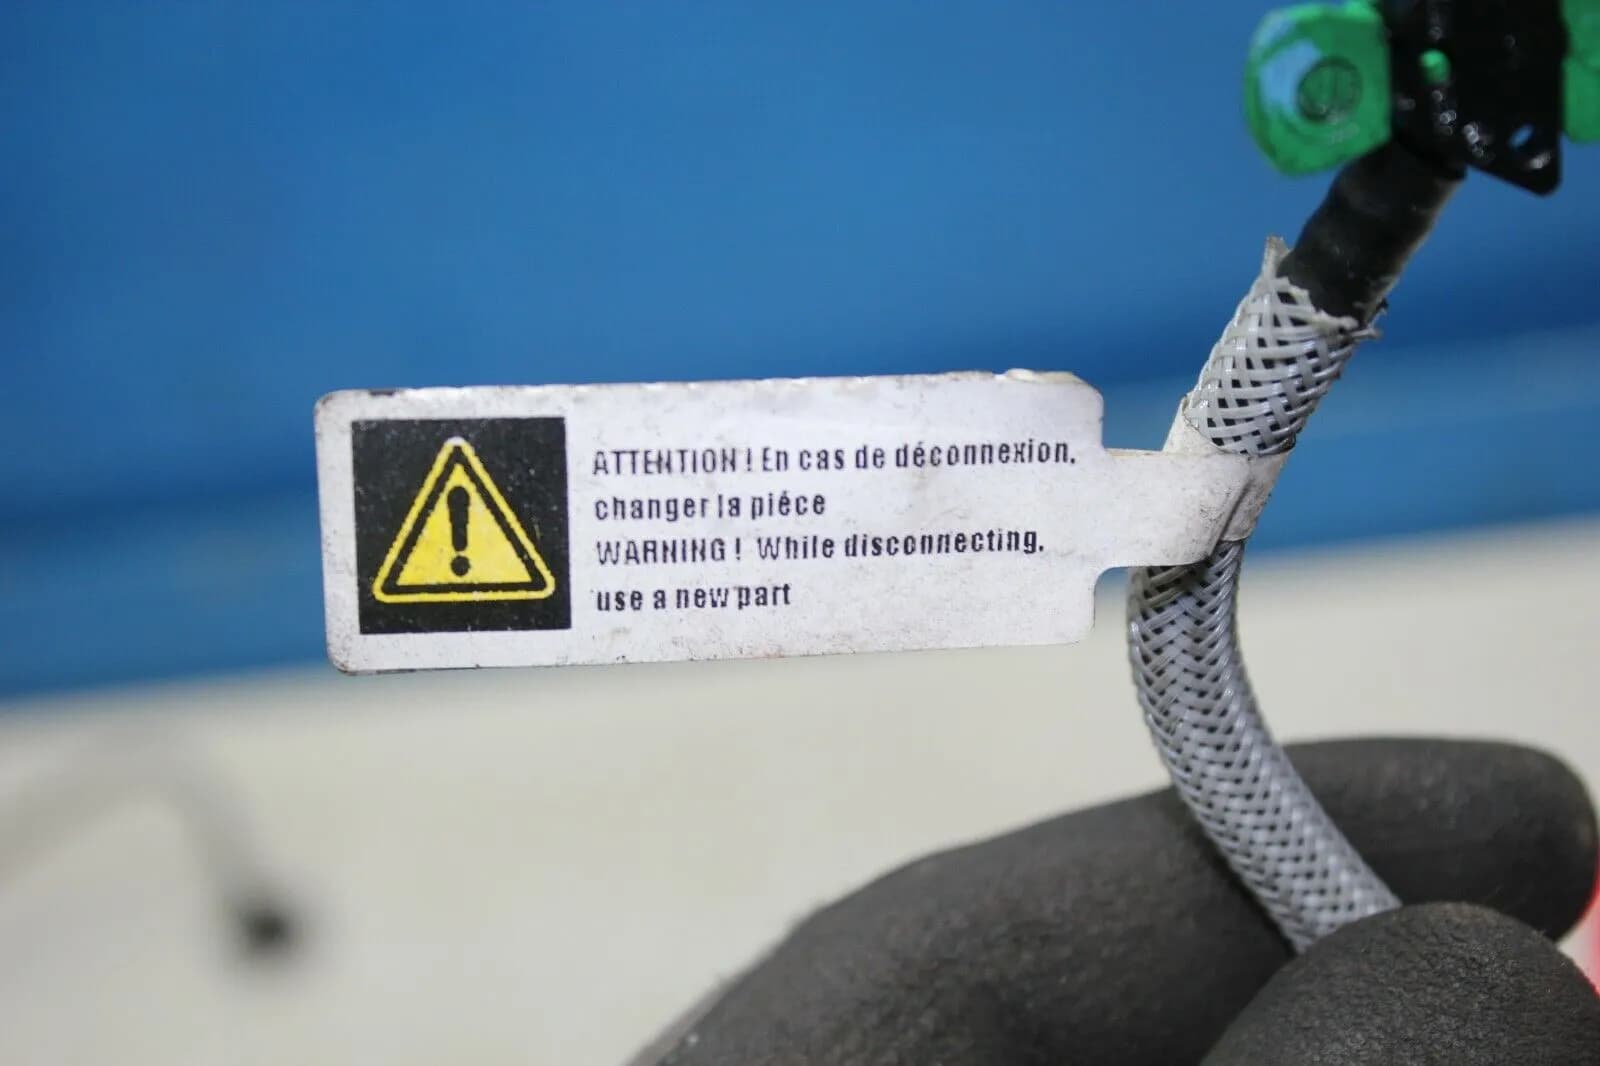 ATTENTION ! En cas de déconnexion,
changer la piéce
WARNING ! While disconnecting,
use a new part